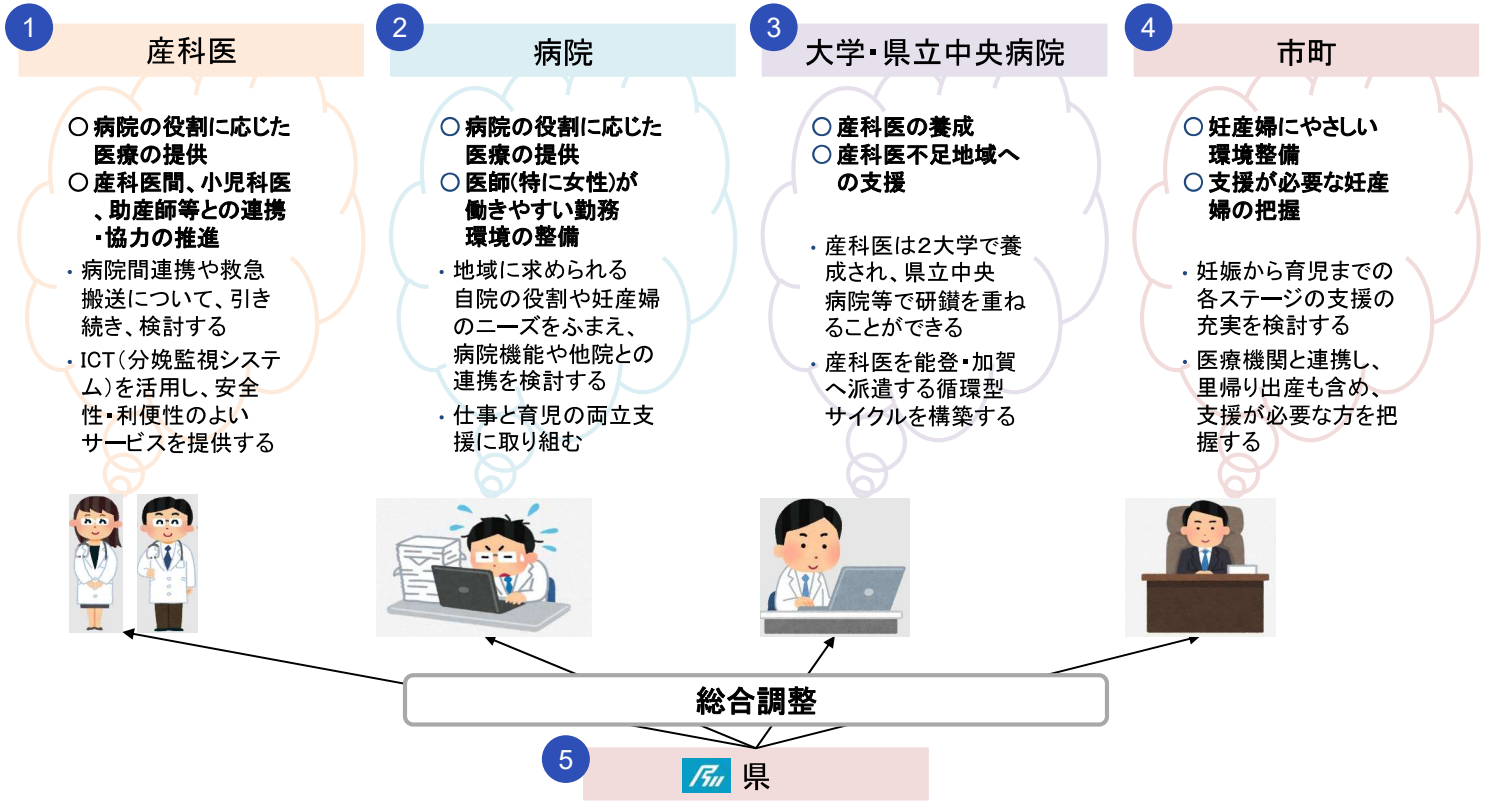 1
産科医
○病院の役割に応じた
医療の提供
○産科医間、小児科医
、助産師等との連携
・協力の推進
・病院間連携や救急
搬送について、引き
続き、検討する
・ICT(分娩監視システ
ム)を活用し、安全
性・利便性のよい
サービスを提供する
2
病院
○病院の役割に応じた
医療の提供
○医師(特に女性)が
働きやすい勤務
環境の整備
・地域に求められる
自院の役割や妊産婦
のニーズをふまえ、
病院機能や他院との
連携を検討する
・仕事と育児の両立支
援に取り組む
3
大学・県立中央病院
○産科医の養成
○産科医不足地域へ
の支援
・産科医は2大学で養
成され、県立中央
病院等で研鑚を重ね
ることができる
・産科医を能登・加賀
へ派遣する循環型
サイクルを構築する
4
市町
○妊産婦にやさしい
環境整備
○支援が必要な妊産
婦の把握
・妊娠から育児までの
各ステージの支援の
充実を検討する
・医療機関と連携し、
里帰り出産も含め、
支援が必要な方を把
握する
総合調整
5
県